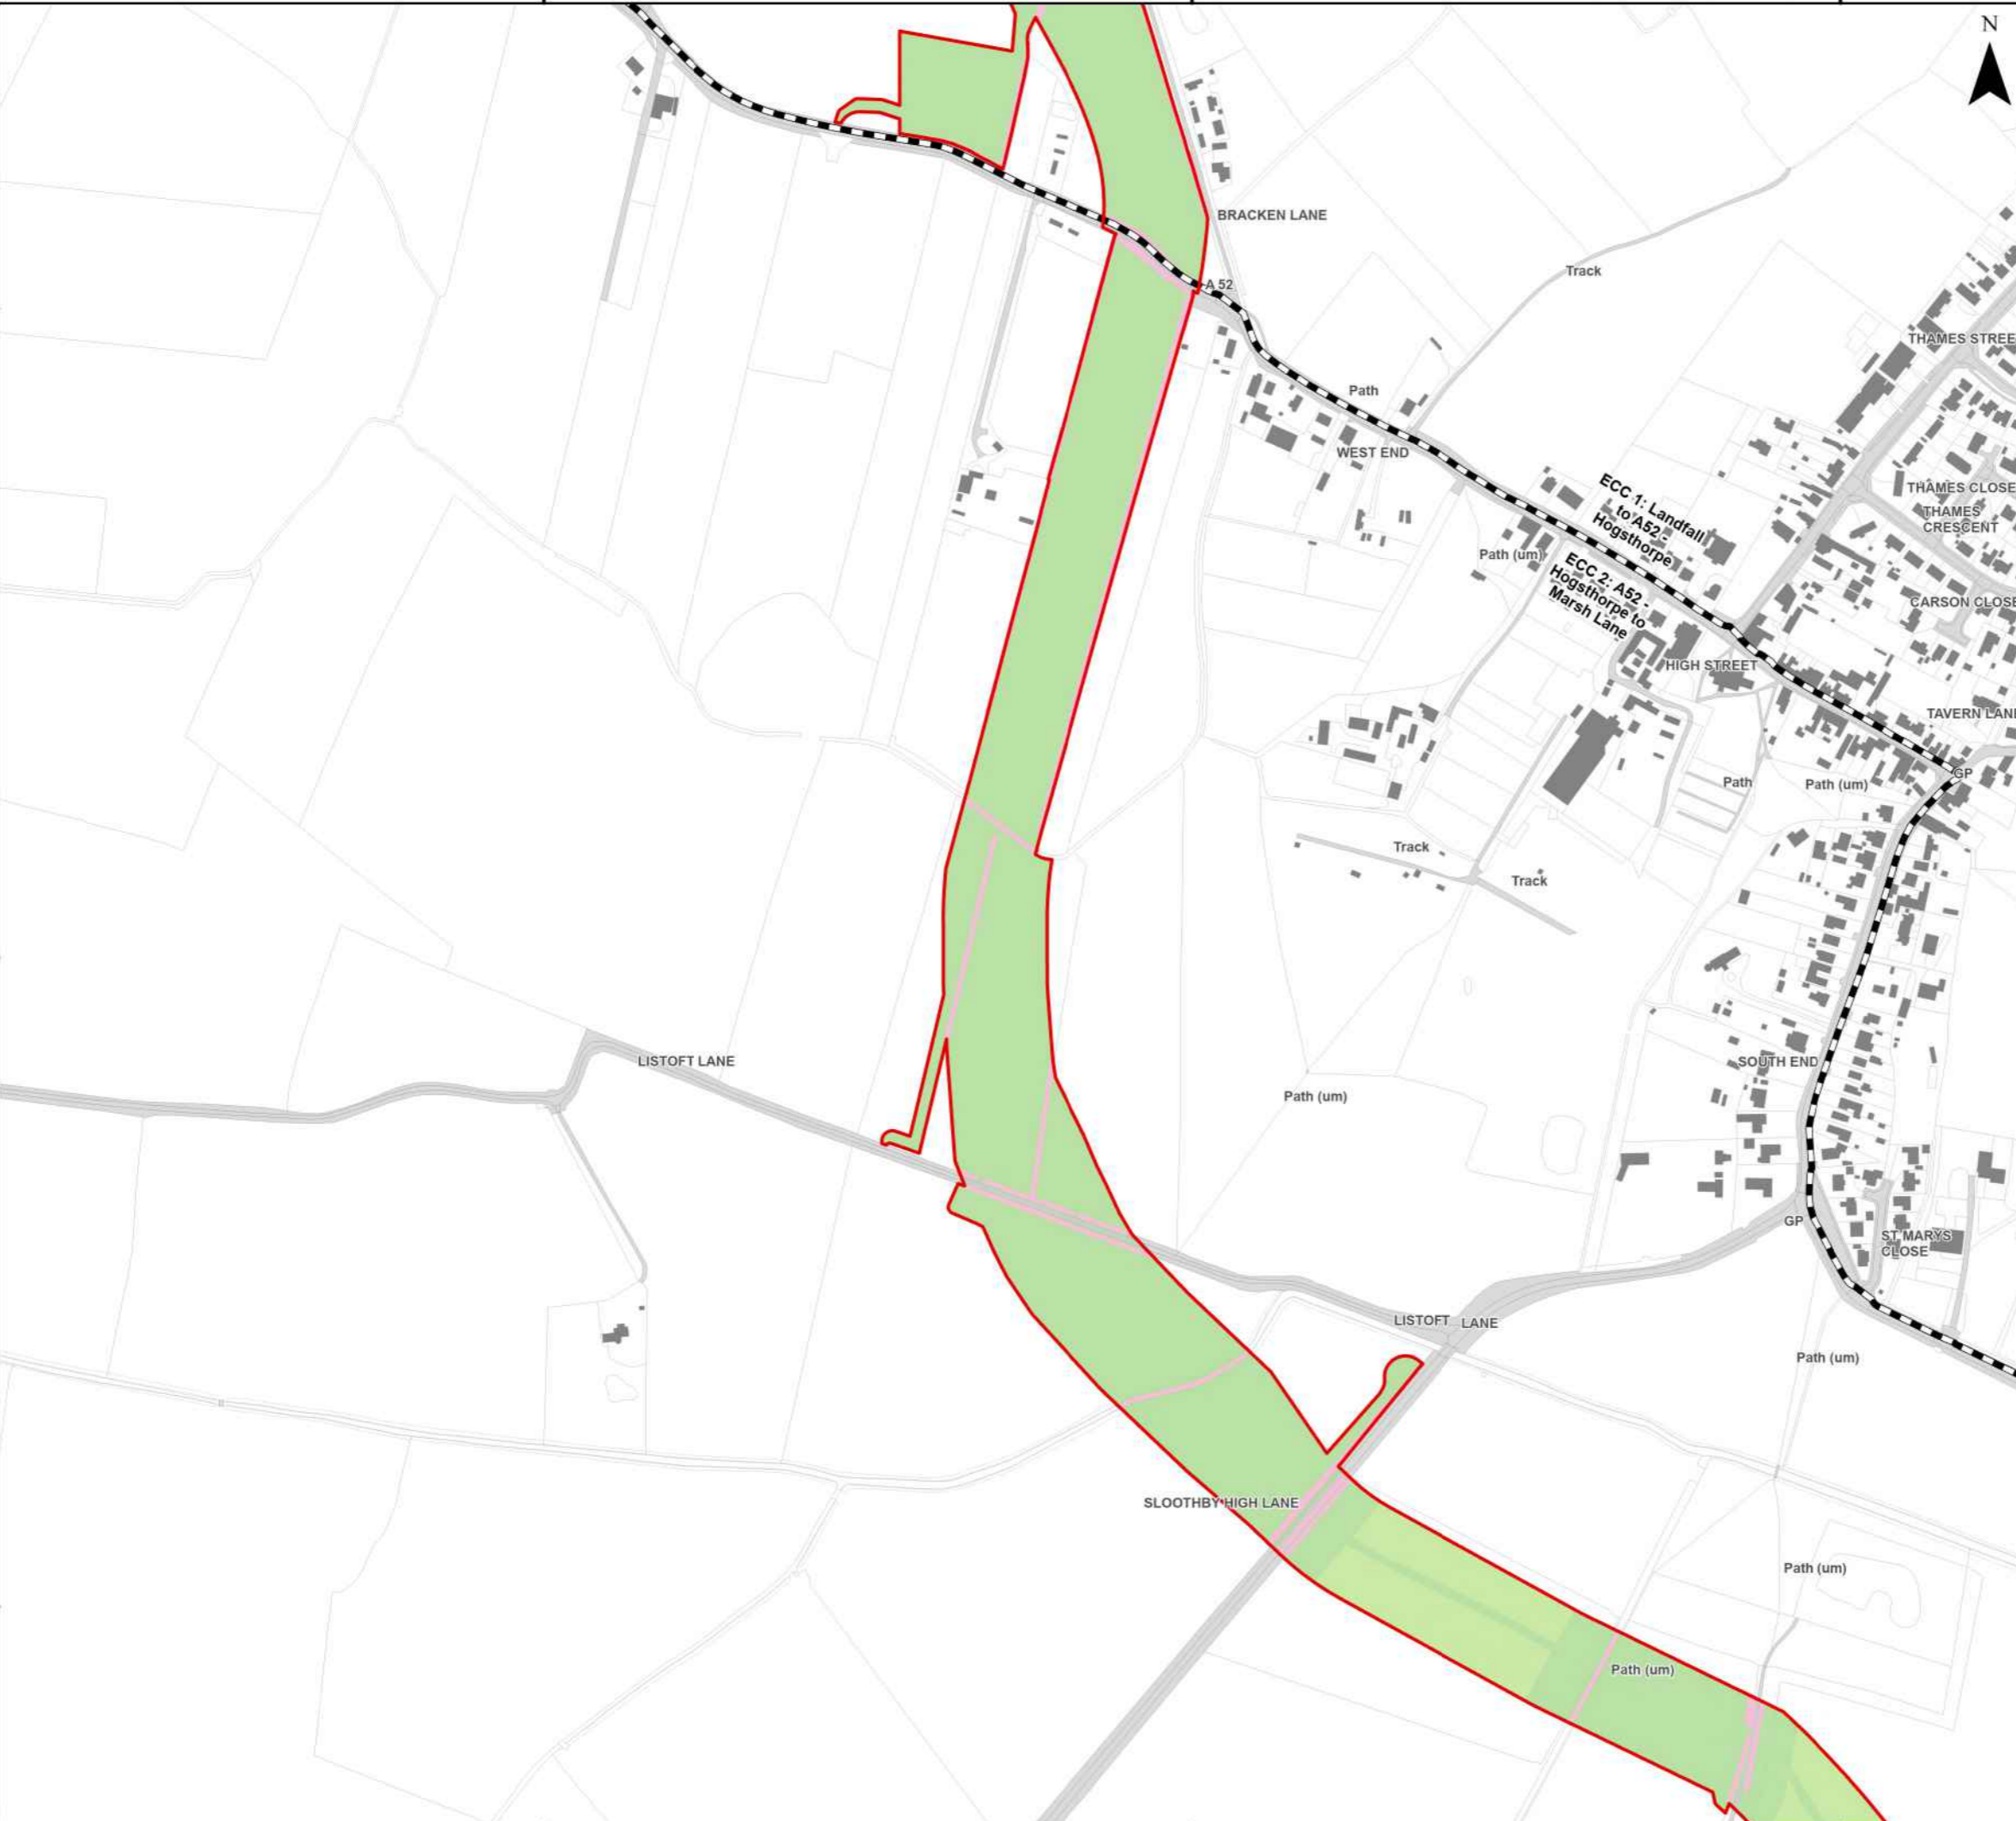 N
BRACKEN LANE
Track
A 52
THAMES STREE
Path
WEST END
ECC 1: Landfall
to A52 -
Hogsthorpe
THAMES CLOSE
THAMES
CRESCENT
Path (um)
ECC 2: A52 -
Hogsthorpe to
Marsh Lane
CARSON CLOSE
HIGH STREET
TAVERN LANE
GP
Path
Path (um)
Track
Track
LISTOFT LANE
SOUTH END
Path (um)
GP
ST MARYS
CLOSE
LISTOFT LANE
Path (um)
SLOOTHBY HIGH LANE
Path (um)
Path (um)